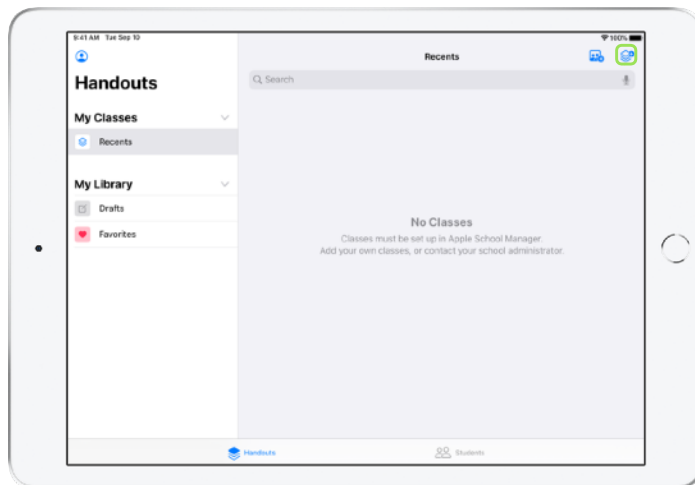 9:41 AM Tue Sep 10
100%
Recents
Handouts
Search
My Classes
Recents
My Library
Drafts
Favorites
No Classes
Classes must be set up in Apple School Manager.
Add your own classes, or contact your school administrator.
Handouts
Students